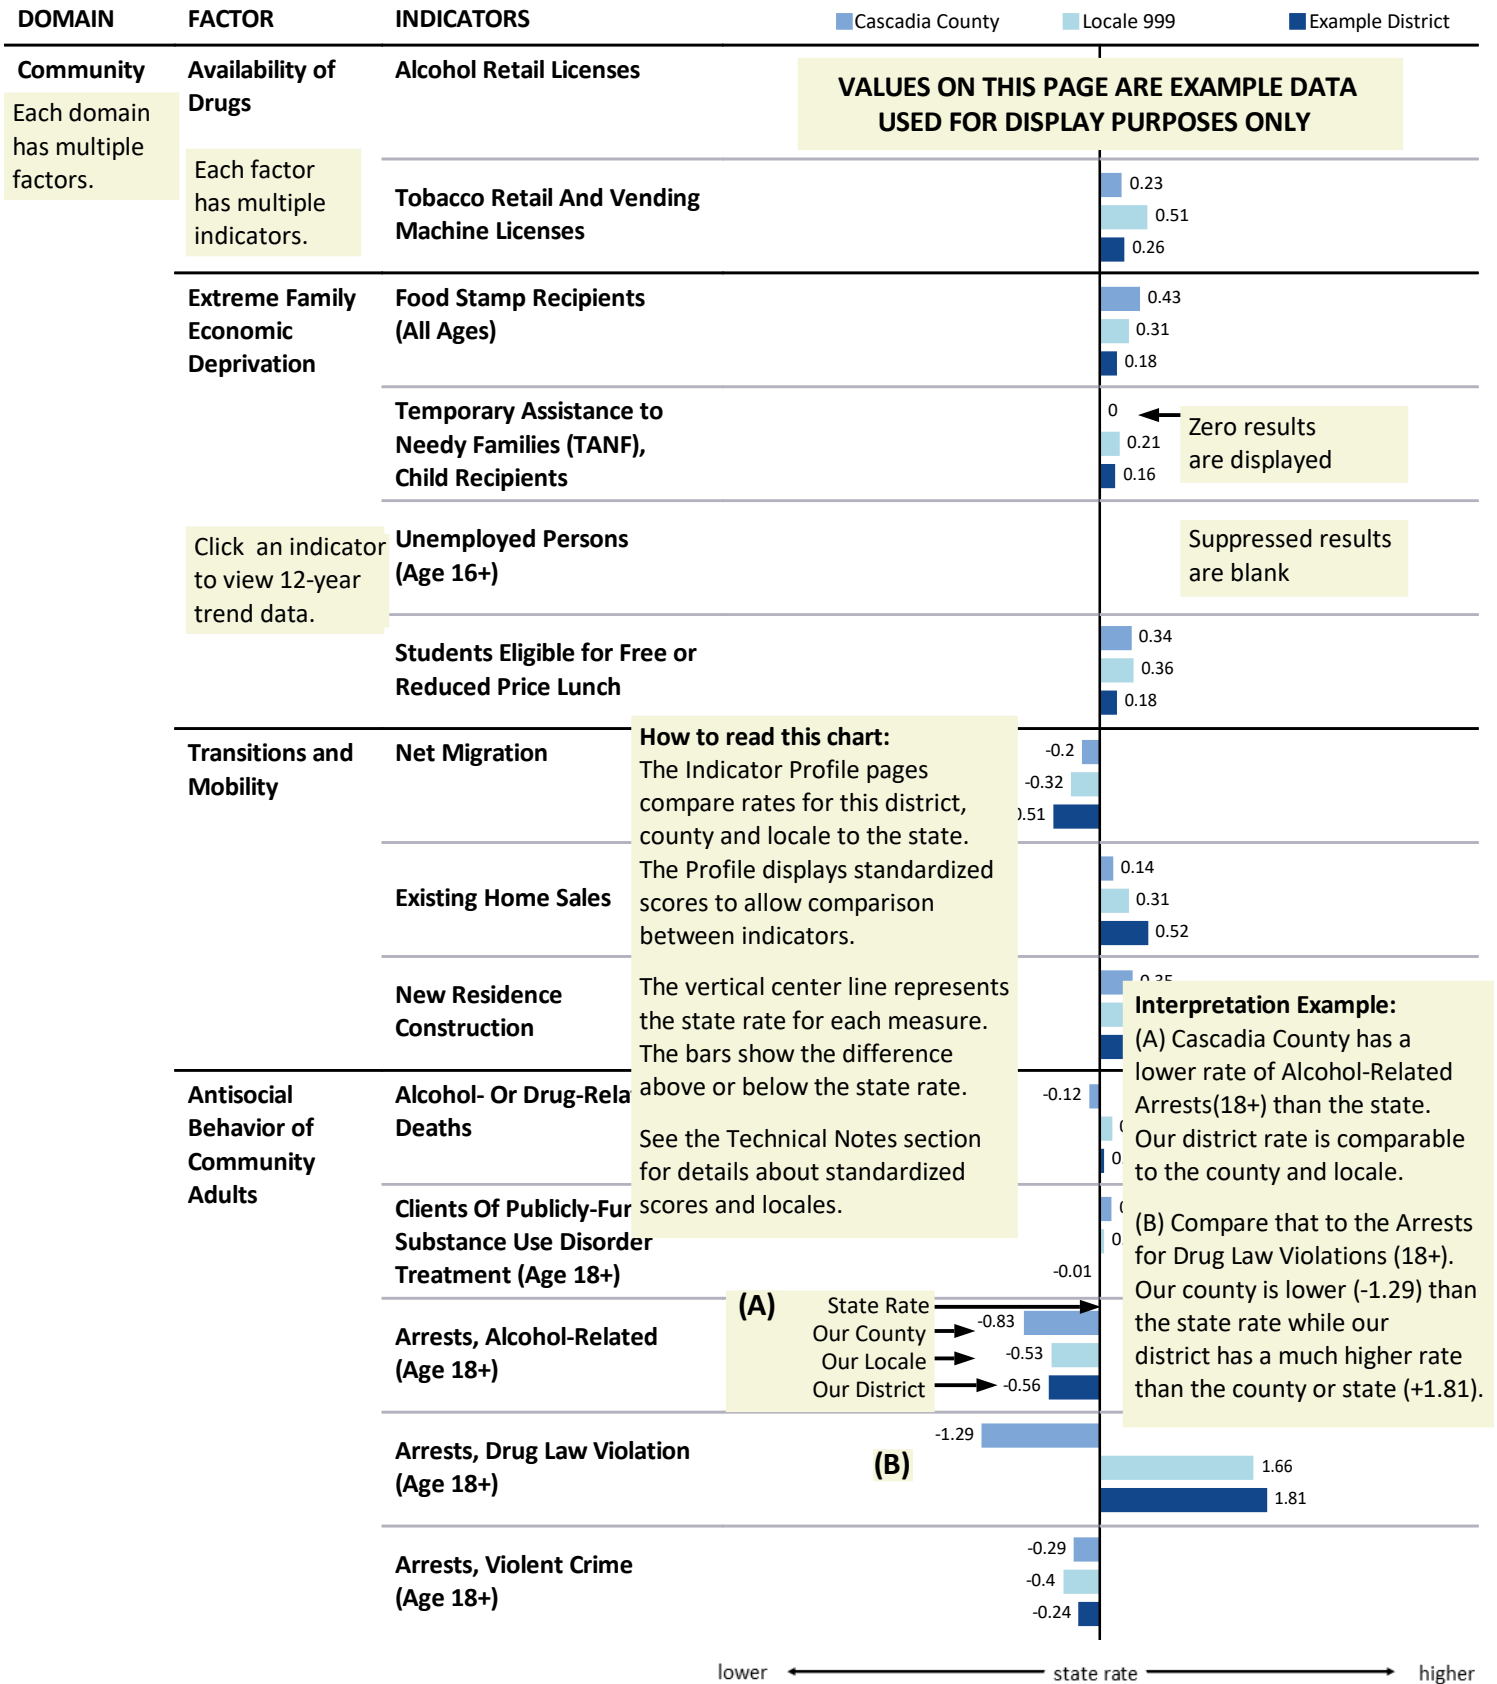 DOMAIN FACTOR INDICATORS Cascadia County Locale 999 Example District
Community
Each domain
has multiple
factors.
Availability of
Drugs
Each factor
has multiple
indicators.
Alcohol Retail Licenses
VALUES ON THIS PAGE ARE EXAMPLE DATA
USED FOR DISPLAY PURPOSES ONLY
Tobacco Retail And Vending
Machine Licenses
0.23
0.51
0.26
Extreme Family
Economic
Deprivation
Food Stamp Recipients
(All Ages)
0.43
0.31
0.18
Temporary Assistance to
Needy Families (TANF),
Child Recipients
0
0.21
0.16
Zero results
are displayed
Click an indicator
to view 12-year
trend data.
Unemployed Persons
(Age 16+)
Suppressed results
are blank
Students Eligible for Free or
Reduced Price Lunch
0.34
0.36
0.18
Transitions and
Mobility
Net Migration
-0.2
-0.32
.51
How to read this chart:
The Indicator Profile pages
compare rates for this district,
county and locale to the state.
The Profile displays standardized
scores to allow comparison
between indicators.
The vertical center line represents
the state rate for each measure.
The bars show the difference
above or below the state rate.
See the Technical Notes section
for details about standardized
scores and locales.
Existing Home Sales
0.14
0.31
0.52
New Residence
Construction
Interpretation Example:
(A) Cascadia County has a
lower rate of Alcohol-Related
Arrests(18+) than the state.
Our district rate is comparable
to the county and locale.
(B) Compare that to the Arrests
for Drug Law Violations (18+).
Our county is lower (-1.29) than
the state rate while our
district has a much higher rate
than the county or state (+1.81).
Antisocial
Behavior of
Community
Adults
Alcohol- Or Drug-Rela
Deaths
-0.12
0.
Clients Of Publicly-Fur
Substance Use Disorder
Treatment (Age 18+)
0.
-0.01
Arrests, Alcohol-Related
(Age 18+)
(A) State Rate
Our County -0.83
Our Locale -0.53
Our District -0.56
Arrests, Drug Law Violation
(Age 18+)
(B)
-1.29
1.66
1.81
Arrests, Violent Crime
(Age 18+)
-0.29
-0.4
-0.24
lower state rate higher